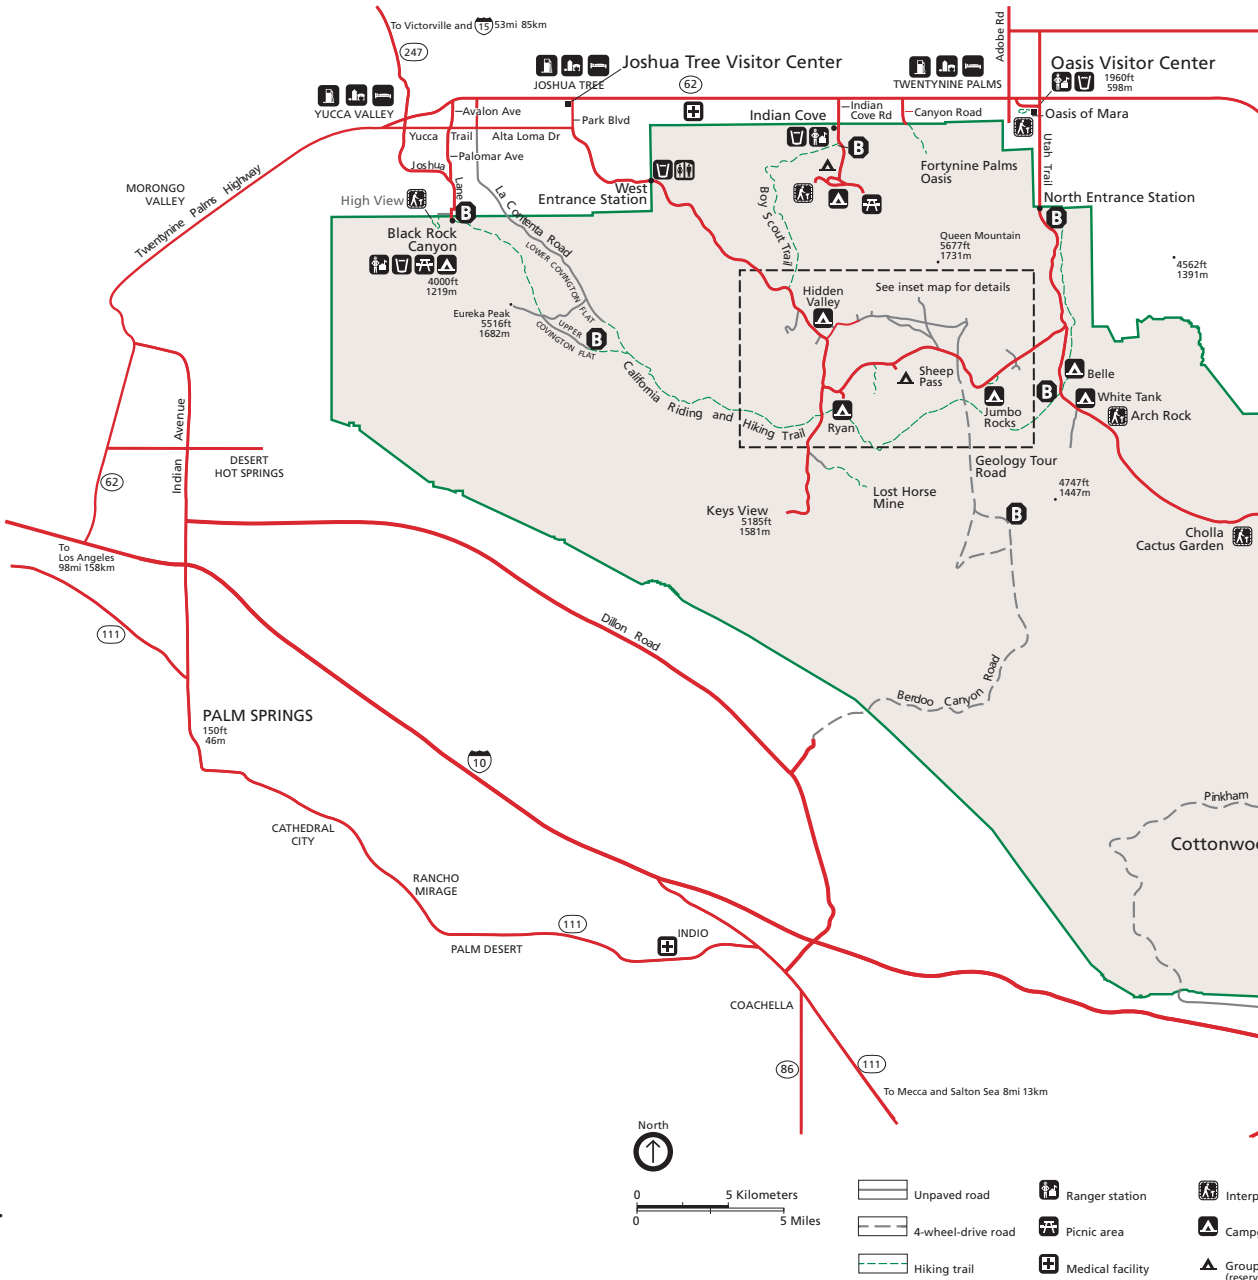 To Victorville and 15 53mi 85km
247
Adobe Rd
Joshua Tree Visitor Center
JOSHUA TREE
62
TWENTYNINE PALMS
Oasis Visitor Center
1960ft
598m
YUCCA VALLEY
Avalon Ave
Park Blvd
Indian Cove
Indian
Cove Rd
Canyon Road
Oasis of Mara
Yucca Trail
Alta Loma Dr
Palomar Ave
Joshua
Lane
La Contenta Road
Twentynine Palms Highway
MORONGO
VALLEY
High View
West
Entrance Station
B
Fortynine Palms
Oasis
Utah Trail
North Entrance Station
B
B
Boy Scout Trail
Black Rock
Canyon
4000ft
1219m
LOWER COVINGTON FLAT
Queen Mountain
5677ft
1731m
4562ft
1391m
See inset map for details
Hidden
Valley
Eureka Peak
5516ft
1682m
UPPER
COVINGTON FLAT
B
California Riding and Hiking Trail
Sheep
Pass
Belle
B
White Tank
Arch Rock
Jumbo
Rocks
Ryan
Indian Avenue
DESERT
HOT SPRINGS
62
Geology Tour
Road
4747ft
1447m
Lost Horse
Mine
Keys View
5185ft
1581m
B
Cholla
Cactus Garden
To
Los Angeles
98mi 158km
111
Dillon Road
Berdoo Canyon Road
PALM SPRINGS
150ft
46m
10
Pinkham
Cottonwo
CATHEDRAL
CITY
RANCHO
MIRAGE
111
INDIO
PALM DESERT
COACHELLA
86
111
To Mecca and Salton Sea 8mi 13km
North
0 5 Kilometers
0 5 Miles
Unpaved road
4-wheel-drive road
Hiking trail
Ranger station
Picnic area
Medical facility
Interp
Campg
Group
(reserv